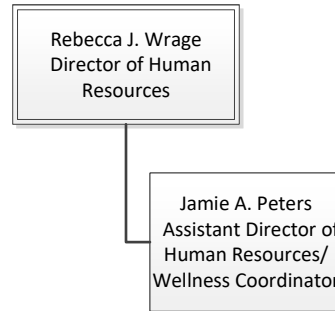 Rebecca J. Wrage
Director of Human
Resources
Jamie A. Peters
Assistant Director of
Human Resources/
Wellness Coordinator